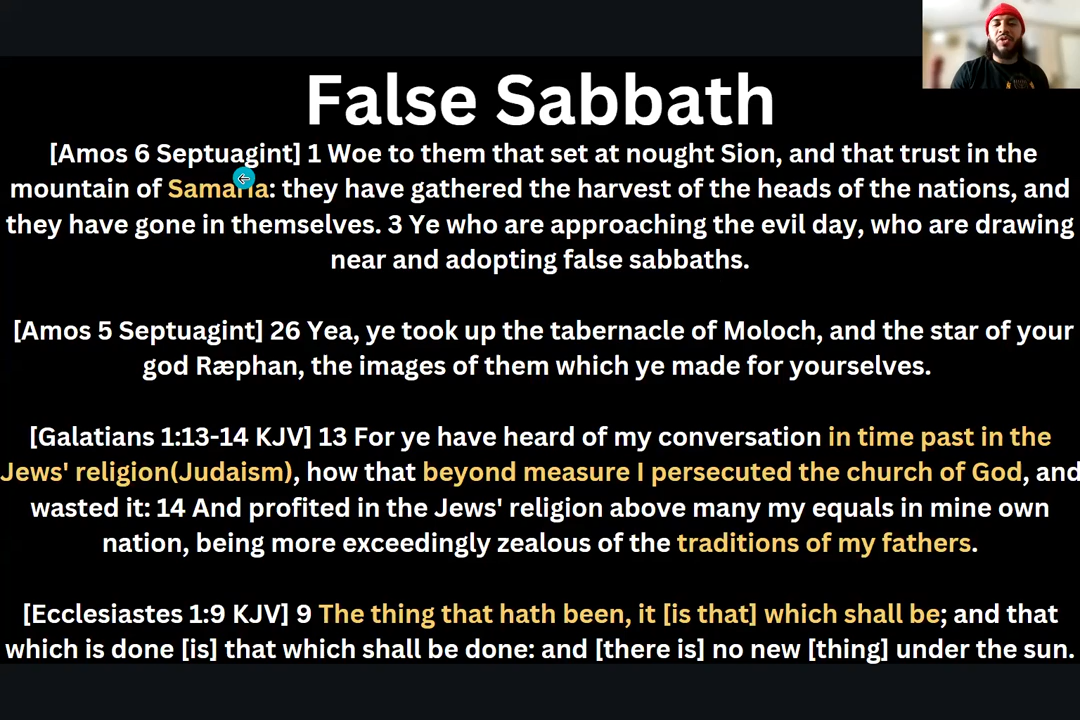 False Sabbath
[Amos 6 Septuagint] 1 Woe to them that set at nought Sion, and that trust in the
mountain of Samaria: they have gathered the harvest of the heads of the nations, and
they have gone in themselves. 3 Ye who are approaching the evil day, who are drawing
near and adopting false sabbaths.
[Amos 5 Septuagint] 26 Yea, ye took up the tabernacle of Moloch, and the star of your
god Ræphan, the images of them which ye made for yourselves.
[Galatians 1:13-14 KJV] 13 For ye have heard of my conversation in time past in the
Jews' religion(Judaism), how that beyond measure I persecuted the church of God, and
wasted it: 14 And profited in the Jews' religion above many my equals in mine own
nation, being more exceedingly zealous of the traditions of my fathers.
[Ecclesiastes 1:9 KJV] 9 The thing that hath been, it [is that] which shall be; and that
which is done [is] that which shall be done: and [there is] no new [thing] under the sun.